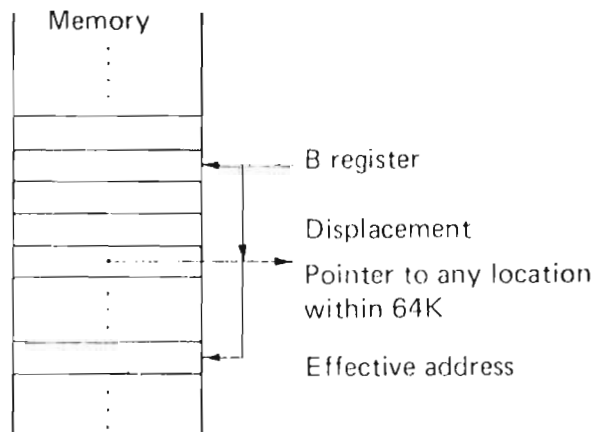 Memory
B register
Displacement
Pointer to any location
within 64K
Effective address